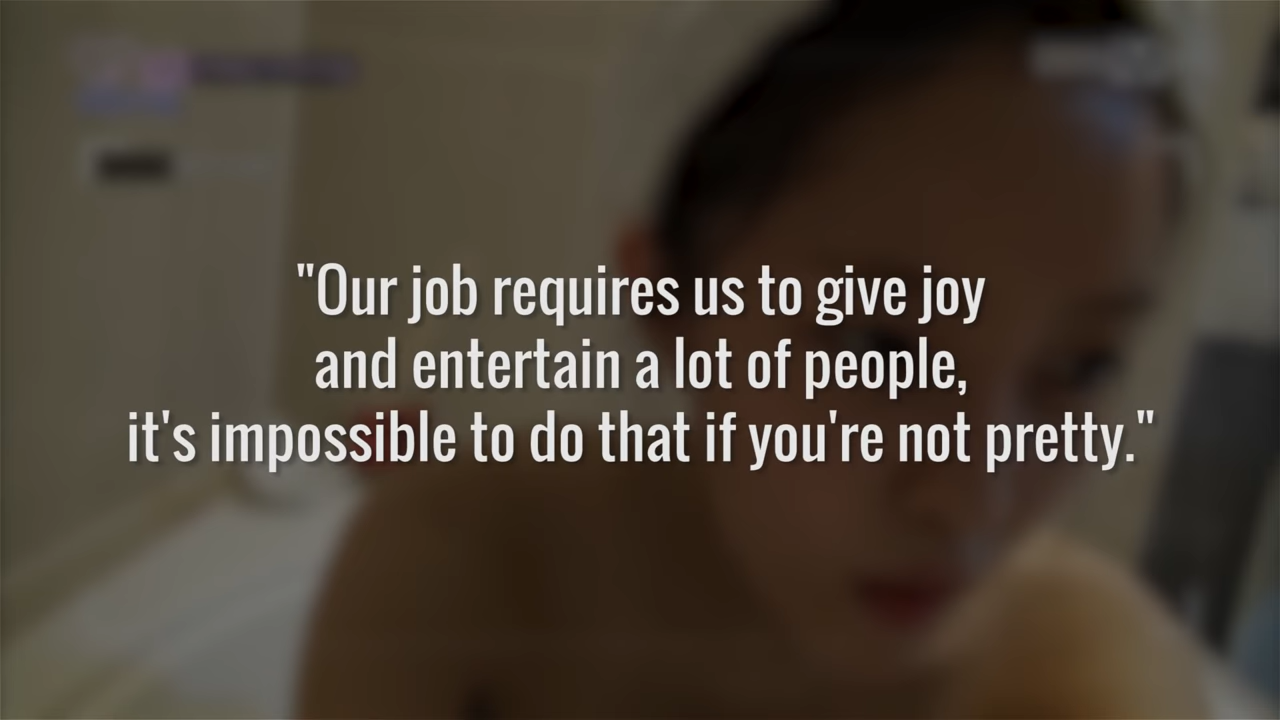 "Our job requires us to give joy
and entertain a lot of people,
it's impossible to do that if you're not pretty."